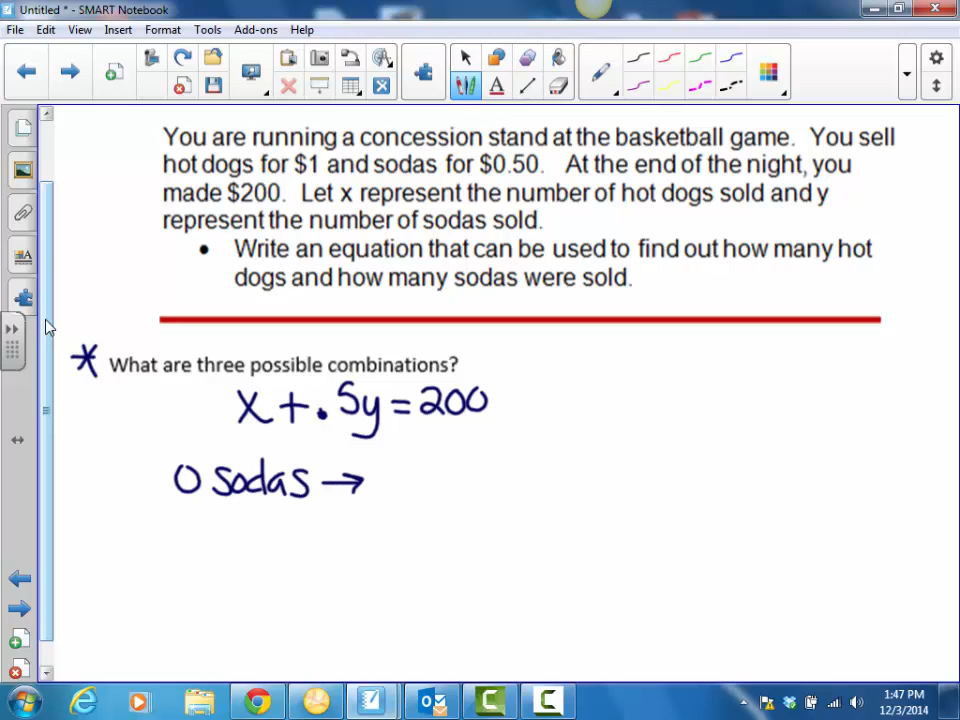 Untitled * - SMART Notebook
File Edit View Insert Format Tools Add-ons Help
You are running a concession stand at the basketball game. You sell
hot dogs for $1 and sodas for $0.50. At the end of the night, you
made $200. Let x represent the number of hot dogs sold and y
represent the number of sodas sold.
• Write an equation that can be used to find out how many hot
dogs and how many sodas were sold.
* What are three possible combinations?
x + .5y = 200
0 sodas →
1:47 PM
12/3/2014